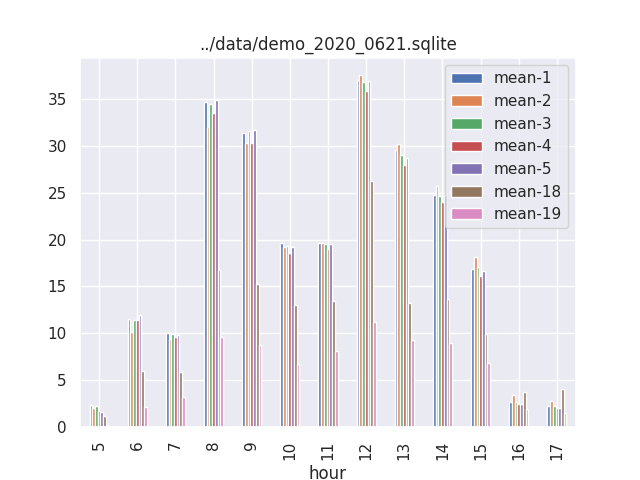 ../data/demo_2020_0621.sqlite
mean-1
mean-2
mean-3
mean-4
mean-5
mean-18
mean-19
35
30
25
20
15
10
5
0
5 6 7 8 9 10 11 12 13 14 15 16 17
hour